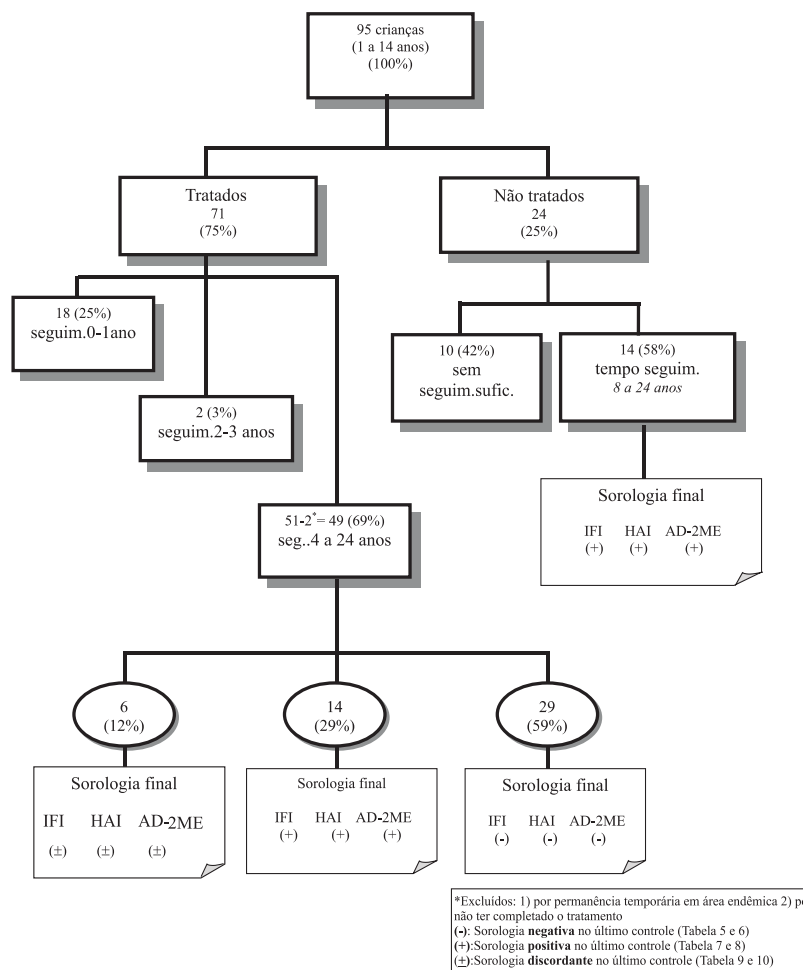 95 crianças
(1 a 14 anos)
(100%)
Tratados
71
(75%)
Não tratados
24
(25%)
18 (25%)
seguim.0-1ano
2 (3%)
seguim.2-3 anos
10 (42%)
sem
seguim.sufic.
14 (58%)
tempo seguim.
8 a 24 anos
51-2*= 49 (69%)
seg..4 a 24 anos
Sorologia final
IFI HAI AD-2ME
(+) (+) (+)
6
(12%)
14
(29%)
29
(59%)
Sorologia final
IFI HAI AD-2ME
(±) (±) (±)
Sorologia final
IFI HAI AD-2ME
(+) (+) (+)
Sorologia final
IFI HAI AD-2ME
(-) (-) (-)
*Excluídos: 1) por permanência temporária em área endêmica 2) p
não ter completado o tratamento
(-): Sorologia negativa no último controle (Tabela 5 e 6)
(+):Sorologia positiva no último controle (Tabela 7 e 8)
(±):Sorologia discordante no último controle (Tabela 9 e 10)